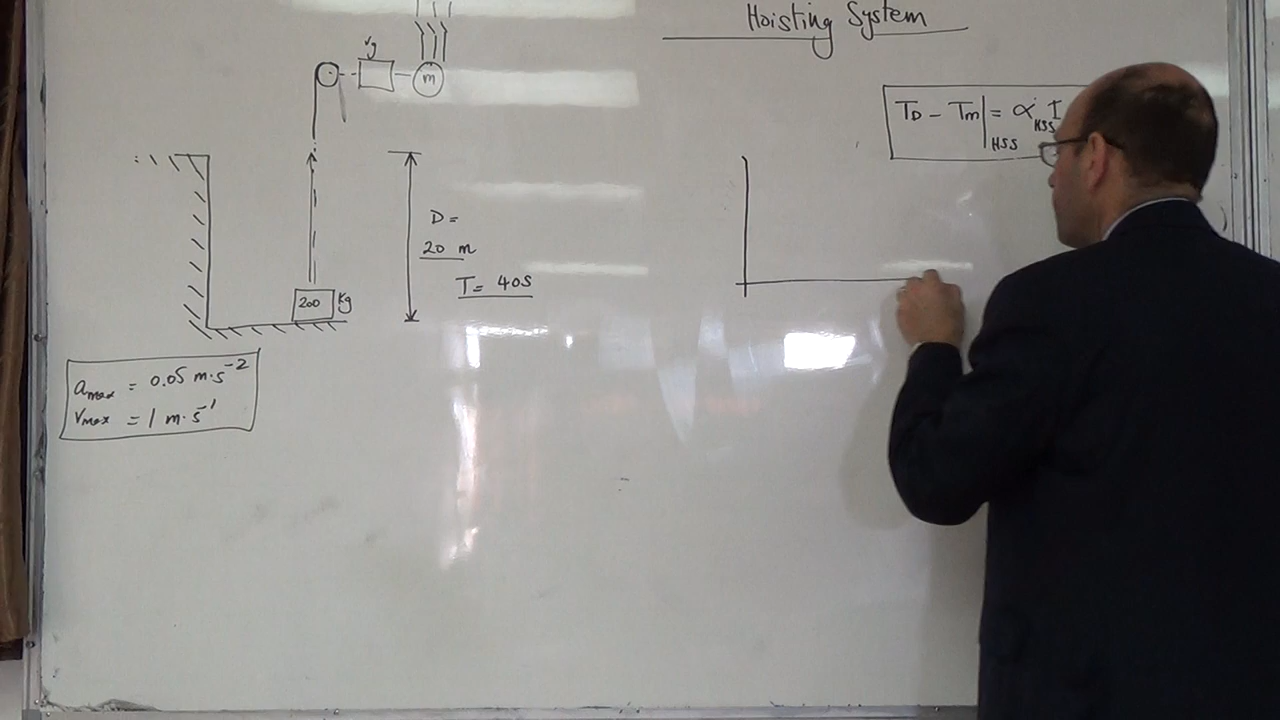 Hoisting System
Vg
m
TD - Tm | HSS = α I HSS
D =
20 m
T = 40s
200 Kg
amax = 0.05 m·s⁻²
Vmax = 1 m·s⁻¹